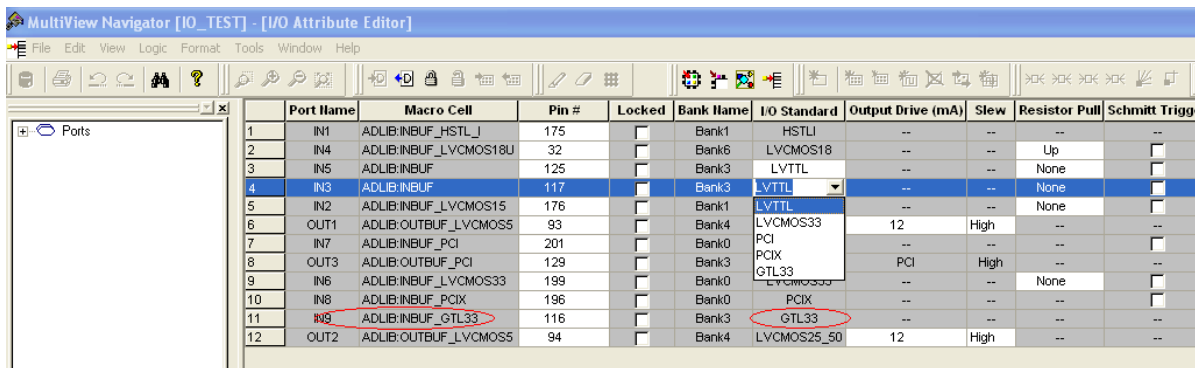 MultiView Navigator [IO_TEST] - [I/O Attribute Editor]
File Edit View Logic Format Tools Window Help
Port Name Macro Cell Pin # Locked Bank Name I/O Standard Output Drive (mA) Slew Resistor Pull Schmitt Trigg
Ports
1 IN1 ADLIB:INBUF_HSTL_I 175 Bank1 HSTLI -- -- -- --
2 IN4 ADLIB:INBUF_LVCMOS18U 32 Bank6 LVCMOS18 -- -- Up
3 IN5 ADLIB:INBUF 125 Bank3 LVTTL -- -- None
4 IN3 ADLIB:INBUF 117 Bank3 LVTTL -- -- None
5 IN2 ADLIB:INBUF_LVCMOS15 176 Bank1 LVTTL -- -- None
6 OUT1 ADLIB:OUTBUF_LVCMOS5 93 Bank4 LVCMOS33 12 High -- --
7 IN7 ADLIB:INBUF_PCI 201 Bank0 PCI -- -- --
8 OUT3 ADLIB:OUTBUF_PCI 129 Bank3 PCIX PCI High -- --
GTL33
9 IN6 ADLIB:INBUF_LVCMOS33 199 Bank0 LVCMOS33 -- -- None
10 IN8 ADLIB:INBUF_PCIX 196 Bank0 PCIX -- -- --
11 IN9 ADLIB:INBUF_GTL33 116 Bank3 GTL33 -- -- -- --
12 OUT2 ADLIB:OUTBUF_LVCMOS5 94 Bank4 LVCMOS25_50 12 High -- --